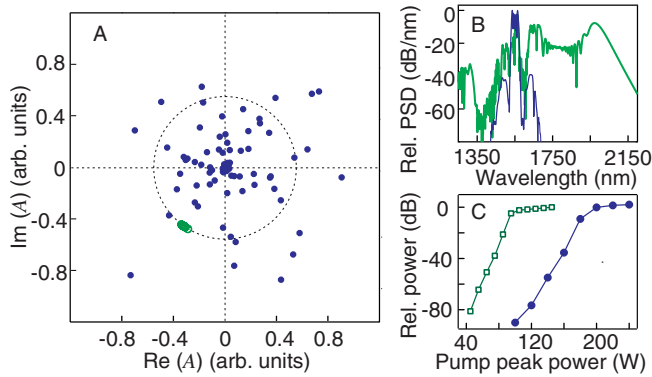 A
0.8
0.4
0
-0.4
-0.8
Im (A) (arb. units)
-0.8
-0.4
0
0.4
0.8
Re (A) (arb. units)
B
0
-20
-40
-60
Rel. PSD (dB/nm)
1350
1750
2150
Wavelength (nm)
C
0
-40
-80
Rel. power (dB)
40
120
200
Pump peak power (W)